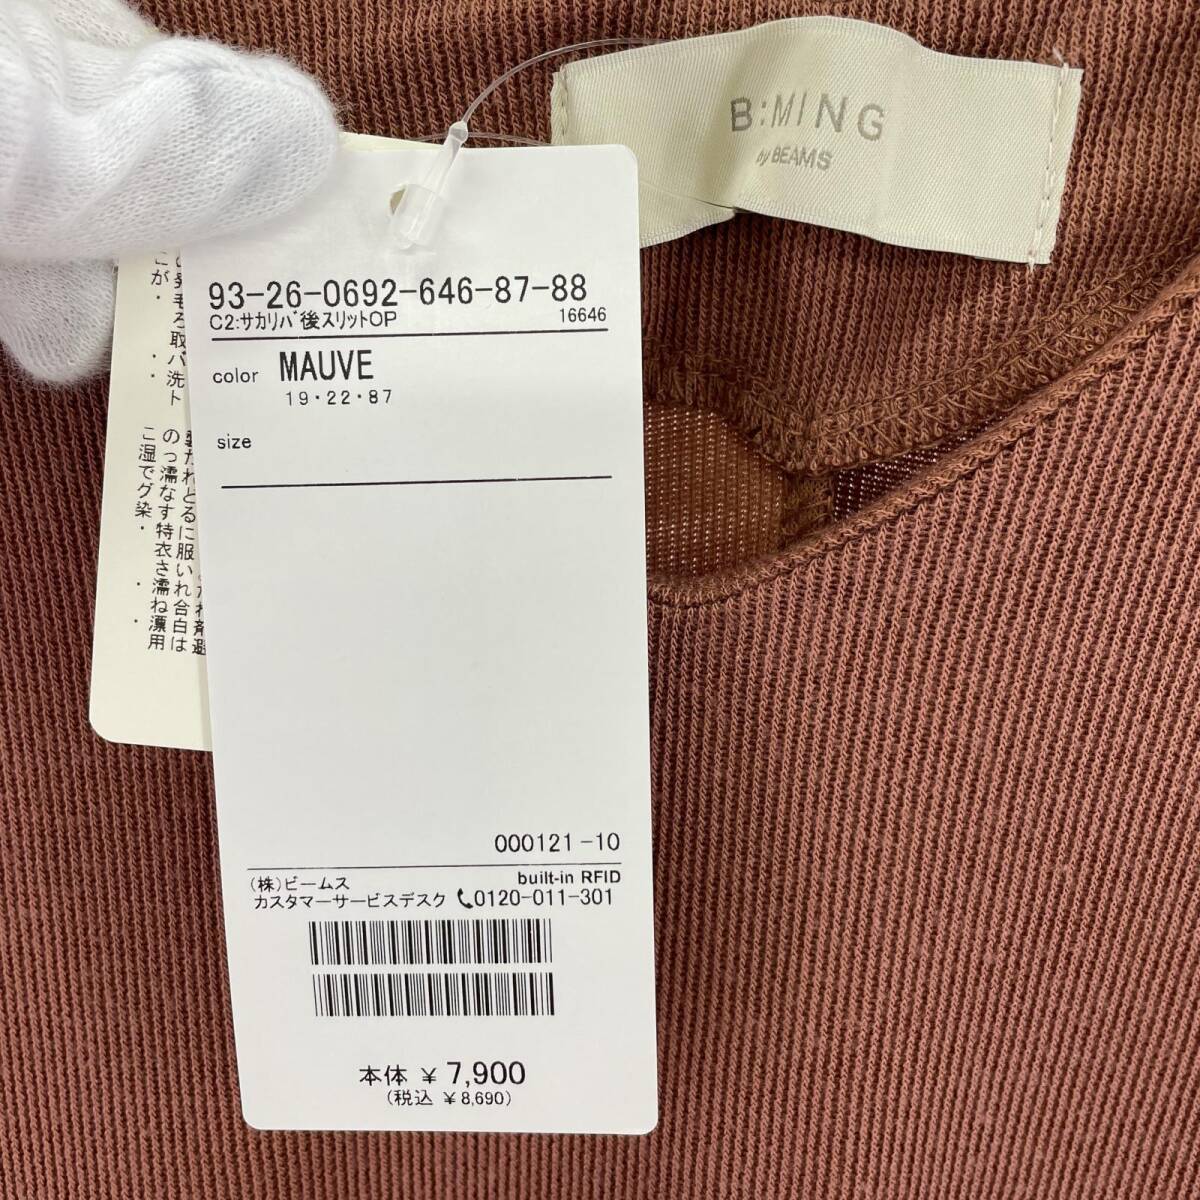 B:MING
by BEAMS
93-26-0692-646-87-88
C2:サカリバ後スリットOP 16646
color MAUVE
19・22・87
size
000121-10
built-in RFID
(株)ビームス
カスタマーサービスデスク 0120-011-301
本体 ¥ 7,900
(税込 ¥8,690)